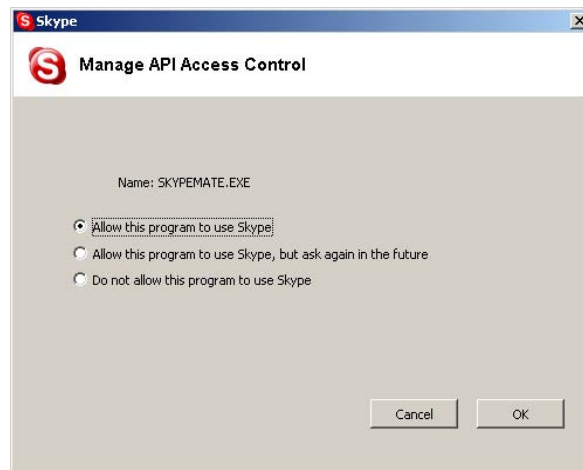 Skype
Manage API Access Control
Name: SKYPEMATE.EXE
Allow this program to use Skype
Allow this program to use Skype, but ask again in the future
Do not allow this program to use Skype
Cancel OK